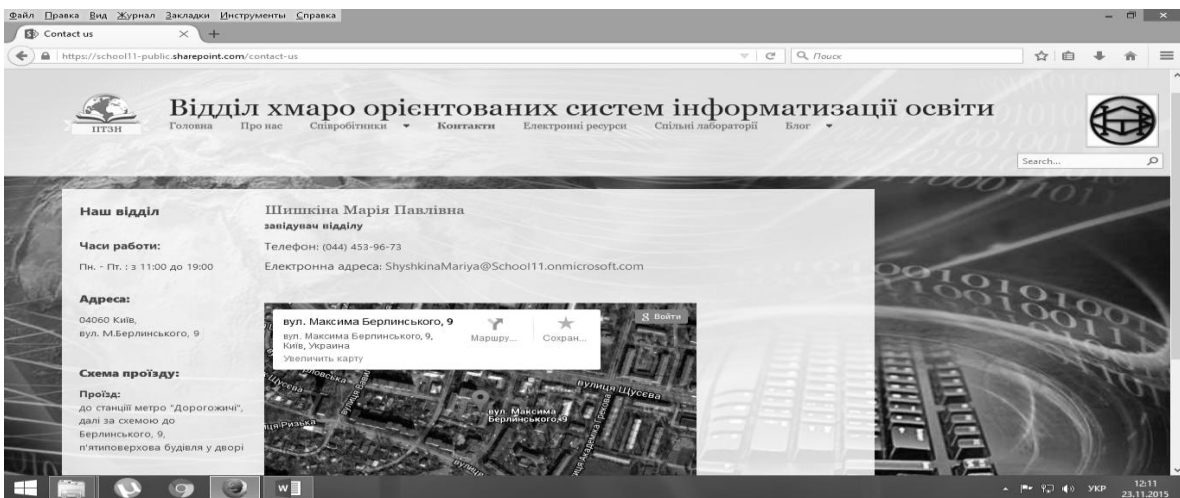 Файл Правка Вид Журнал Закладки Инструменты Справка
Contact us
https://school11-public.sharepoint.com/contact-us
Поиск
Відділ хмаро орієнтованих систем інформатизації освіти
ІІТЗН
Головна Про нас Співробітники Контакти Електронні ресурси Спільні лабораторії Блог
Search...
Наш відділ
Часи работи:
Пн. - Пт. : з 11:00 до 19:00
Адреса:
04060 Київ,
вул. М.Берлинського, 9
Схема проїзду:
Проїзд:
до станціїї метро "Дорогожичі",
далі за схемою до
Берлинського, 9,
п'ятиповерхова будівля у дворі
Шишкіна Марія Павлівна
завідувач відділу
Телефон: (044) 453-96-73
Електронна адреса: ShyshkinaMariya@School11.onmicrosoft.com
вул. Максима Берлинського, 9
вул. Максима Берлинського, 9,
Київ, Украина
Увеличить карту
Маршру...
Сохран...
Войти
вулиця Щусєва
вул. Максима
Берлинського, 9
УКР
12:11
23.11.2015